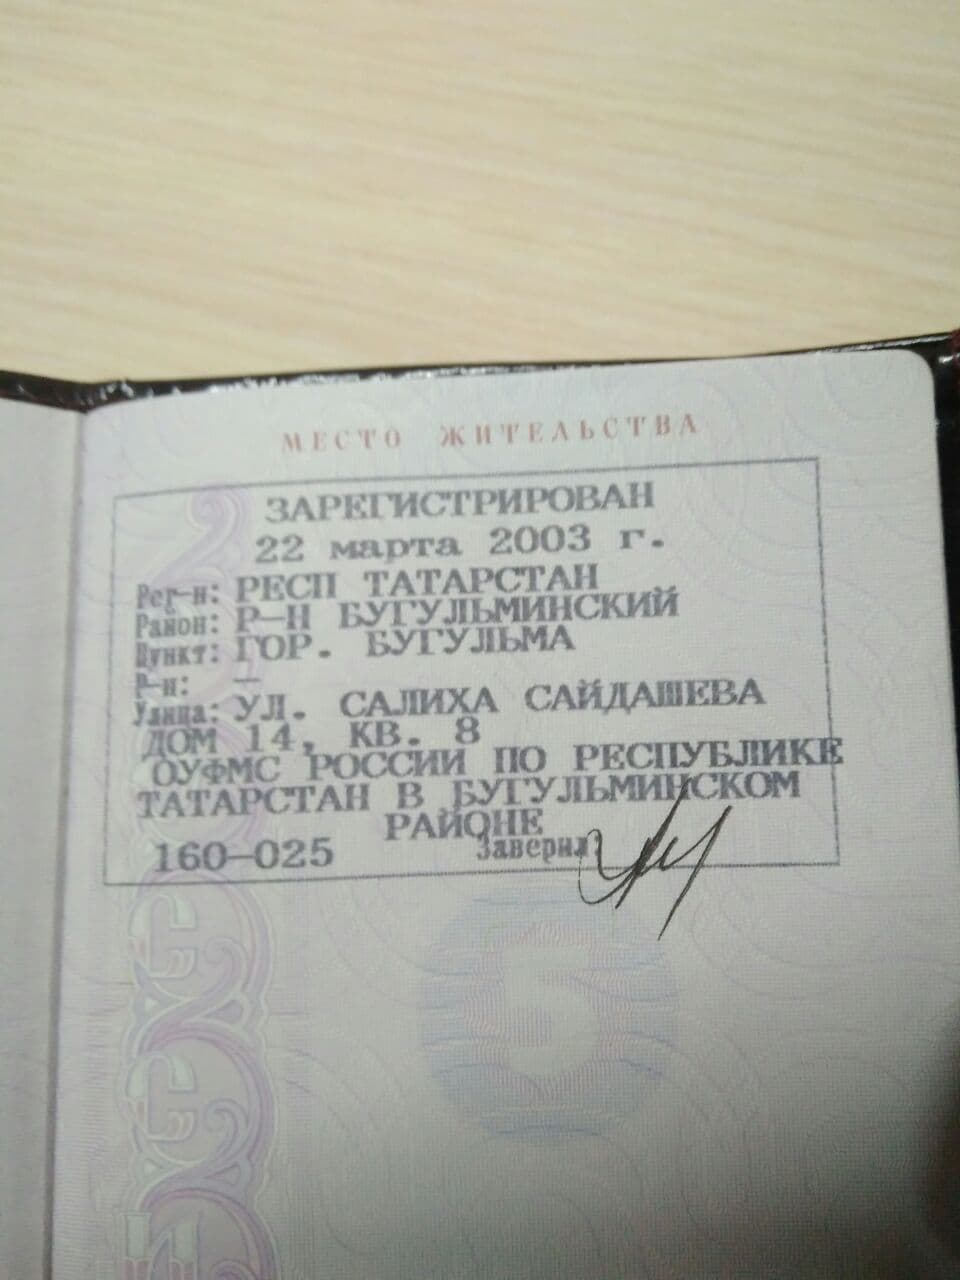 МЕСТО ЖИТЕЛЬСТВА
ЗАРЕГИСТРИРОВАН
22 марта 2003 г.
Рег-н: РЕСП ТАТАРСТАН
Район: Р-Н БУГУЛЬМИНСКИЙ
Пункт: ГОР. БУГУЛЬМА
Р-н: —
Улица: УЛ. САЛИХА САЙДАШЕВА
ДОМ 14, КВ. 8
ОУФМС РОССИИ ПО РЕСПУБЛИКЕ
ТАТАРСТАН В БУГУЛЬМИНСКОМ
РАЙОНЕ
160-025 Заверил:
5